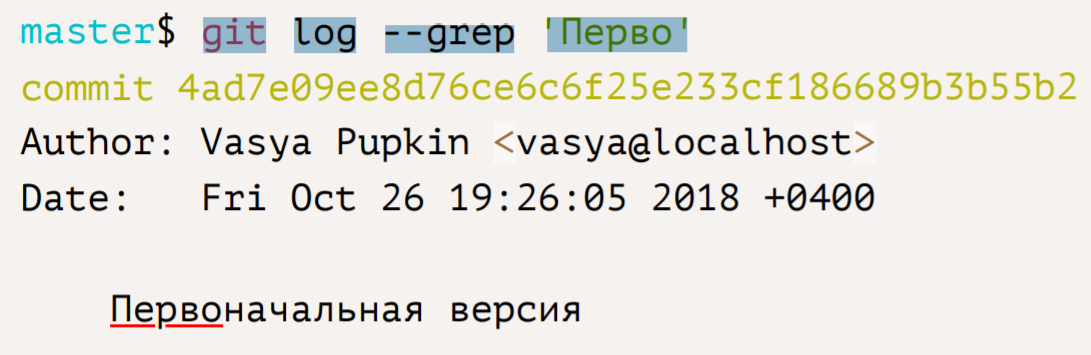 master$ git log --grep 'Перво'
commit 4ad7e09ee8d76ce6c6f25e233cf186689b3b55b2
Author: Vasya Pupkin <vasya@localhost>
Date:   Fri Oct 26 19:26:05 2018 +0400
Первоначальная версия